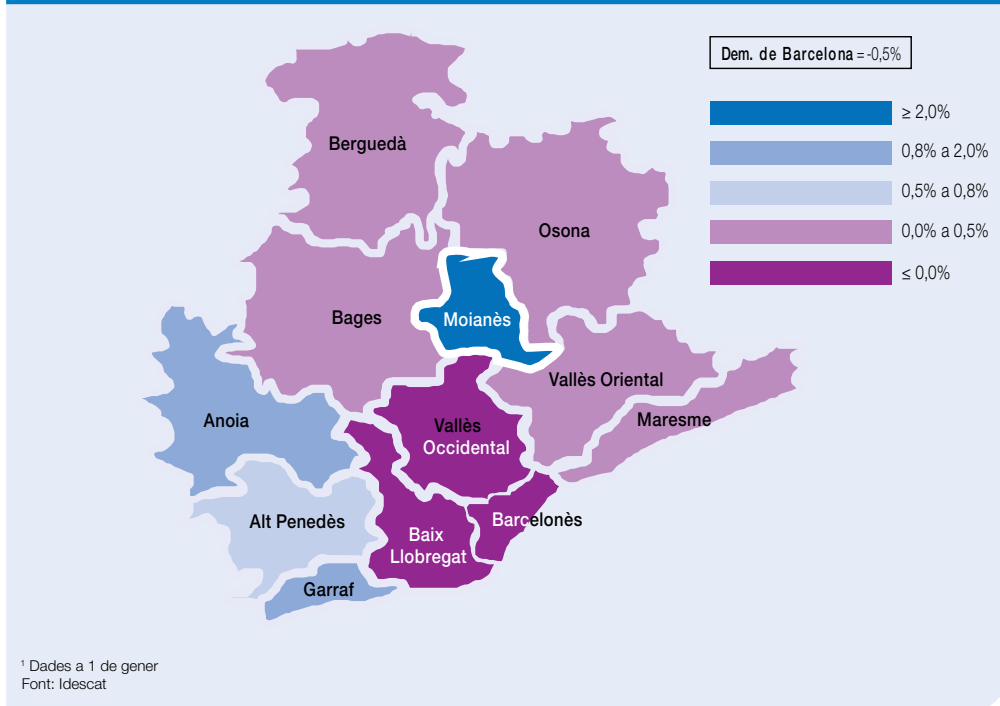 Dem. de Barcelona = -0,5%
≥ 2,0%
0,8% a 2,0%
0,5% a 0,8%
0,0% a 0,5%
≤ 0,0%
Berguedà
Osona
Bages
Moianès
Vallès Oriental
Maresme
Anoia
Vallès
Occidental
Alt Penedès
Barcelonès
Baix
Llobregat
Garraf
¹ Dades a 1 de gener
Font: Idescat